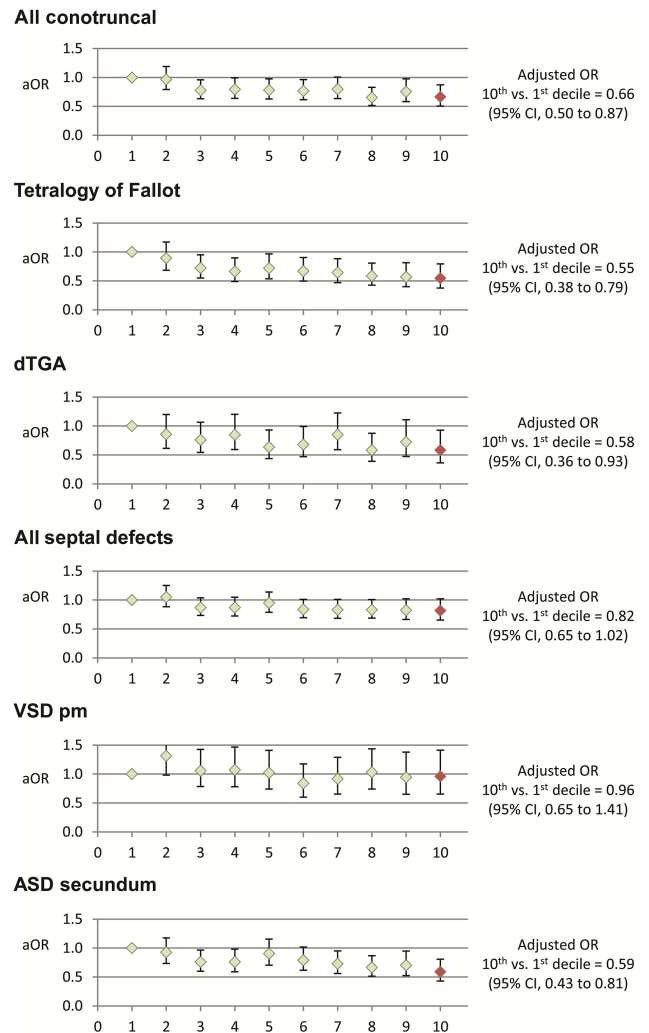 All conotruncal
1.5
1.0
aOR
0.5
0.0
0 1 2 3 4 5 6 7 8 9 10
Adjusted OR
10th vs. 1st decile = 0.66
(95% CI, 0.50 to 0.87)
Tetralogy of Fallot
1.5
1.0
aOR
0.5
0.0
0 1 2 3 4 5 6 7 8 9 10
Adjusted OR
10th vs. 1st decile = 0.55
(95% CI, 0.38 to 0.79)
dTGA
1.5
1.0
aOR
0.5
0.0
0 1 2 3 4 5 6 7 8 9 10
Adjusted OR
10th vs. 1st decile = 0.58
(95% CI, 0.36 to 0.93)
All septal defects
1.5
1.0
aOR
0.5
0.0
0 1 2 3 4 5 6 7 8 9 10
Adjusted OR
10th vs. 1st decile = 0.82
(95% CI, 0.65 to 1.02)
VSD pm
1.5
1.0
aOR
0.5
0.0
0 1 2 3 4 5 6 7 8 9 10
Adjusted OR
10th vs. 1st decile = 0.96
(95% CI, 0.65 to 1.41)
ASD secundum
1.5
1.0
aOR
0.5
0.0
0 1 2 3 4 5 6 7 8 9 10
Adjusted OR
10th vs. 1st decile = 0.59
(95% CI, 0.43 to 0.81)